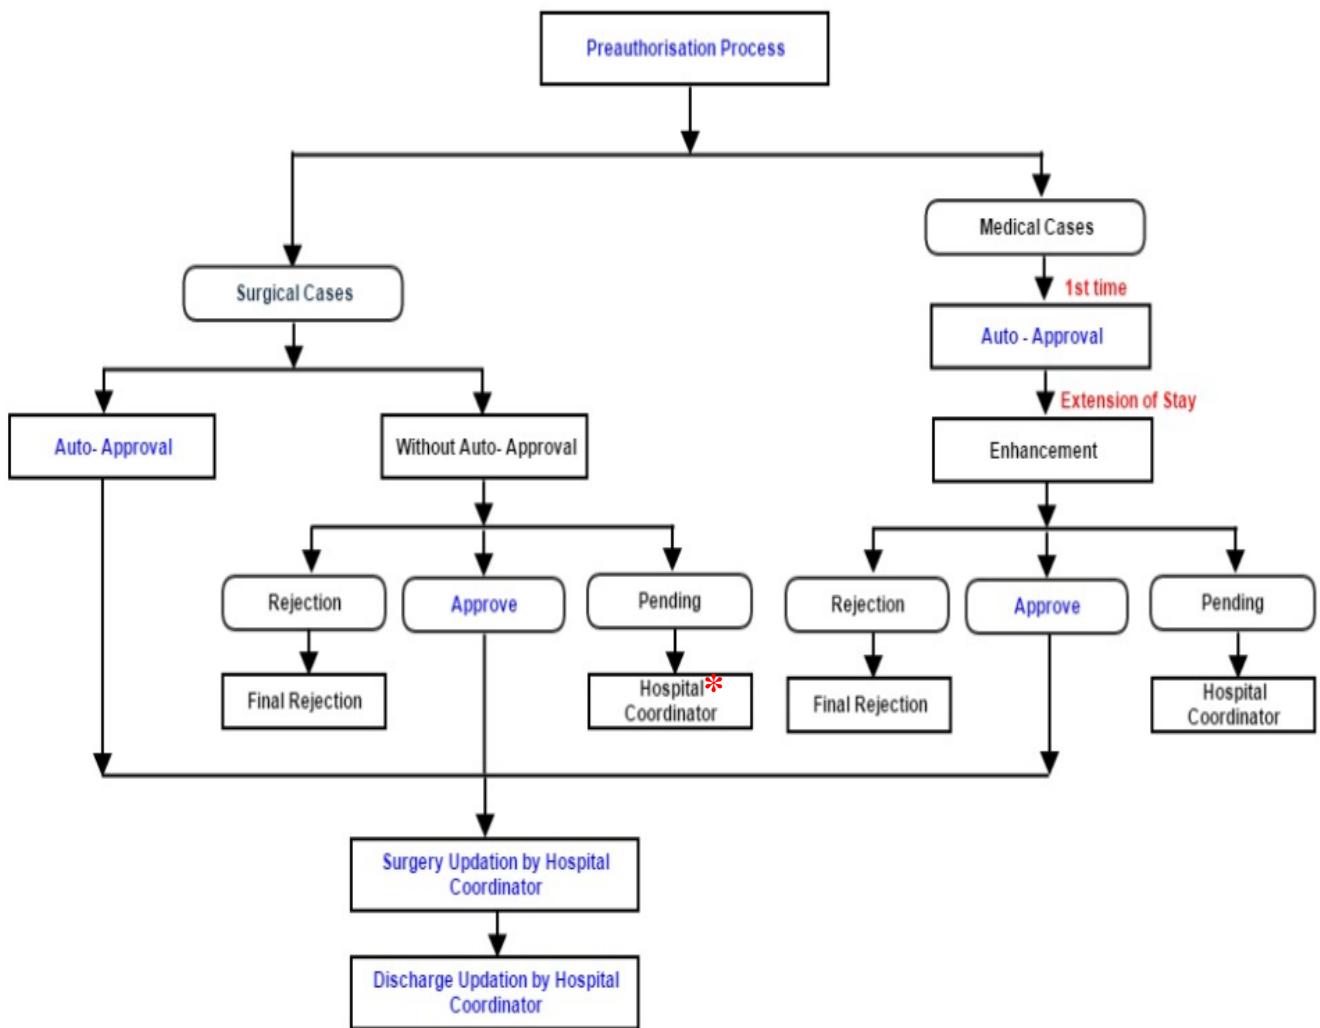 Preauthorisation Process
Medical Cases
1st time
Surgical Cases
Auto - Approval
Extension of Stay
Auto- Approval
Without Auto- Approval
Enhancement
Rejection
Approve
Pending
Rejection
Approve
Pending
Final Rejection
Hospital*
Coordinator
Final Rejection
Hospital
Coordinator
Surgery Updation by Hospital
Coordinator
Discharge Updation by Hospital
Coordinator